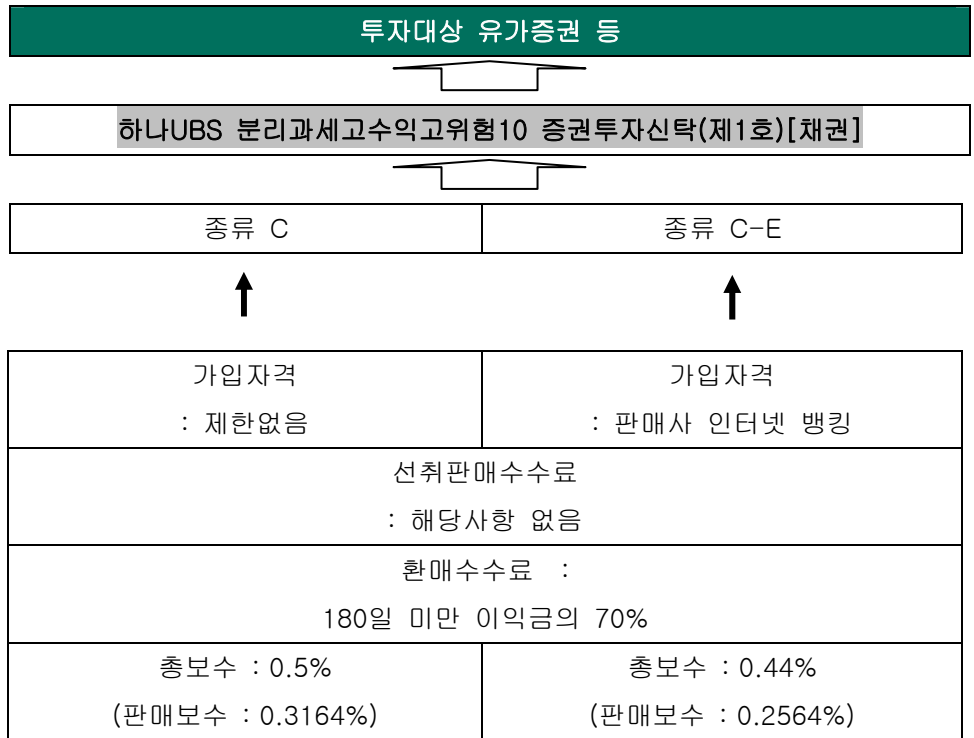 투자대상 유가증권 등
하나UBS 분리과세고수익고위험10 증권투자신탁(제1호)[채권]
종류 C
종류 C-E
가입자격
: 제한없음
가입자격
: 판매사 인터넷 뱅킹
선취판매수수료
: 해당사항 없음
환매수수료 :
180일 미만 이익금의 70%
총보수 : 0.5%
(판매보수 : 0.3164%)
총보수 : 0.44%
(판매보수 : 0.2564%)